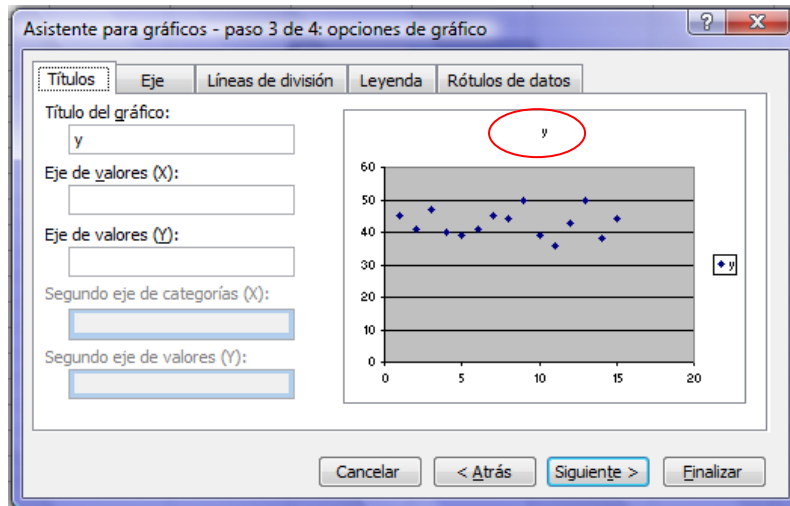 Asistente para gráficos - paso 3 de 4: opciones de gráfico
?
X
Títulos
Eje
Líneas de división
Leyenda
Rótulos de datos
Título del gráfico:
y
Eje de valores (X):
Eje de valores (Y):
Segundo eje de categorías (X):
Segundo eje de valores (Y):
y
60
50
40
30
20
10
0
0 5 10 15 20
y
Cancelar
< Atrás
Siguiente >
Finalizar